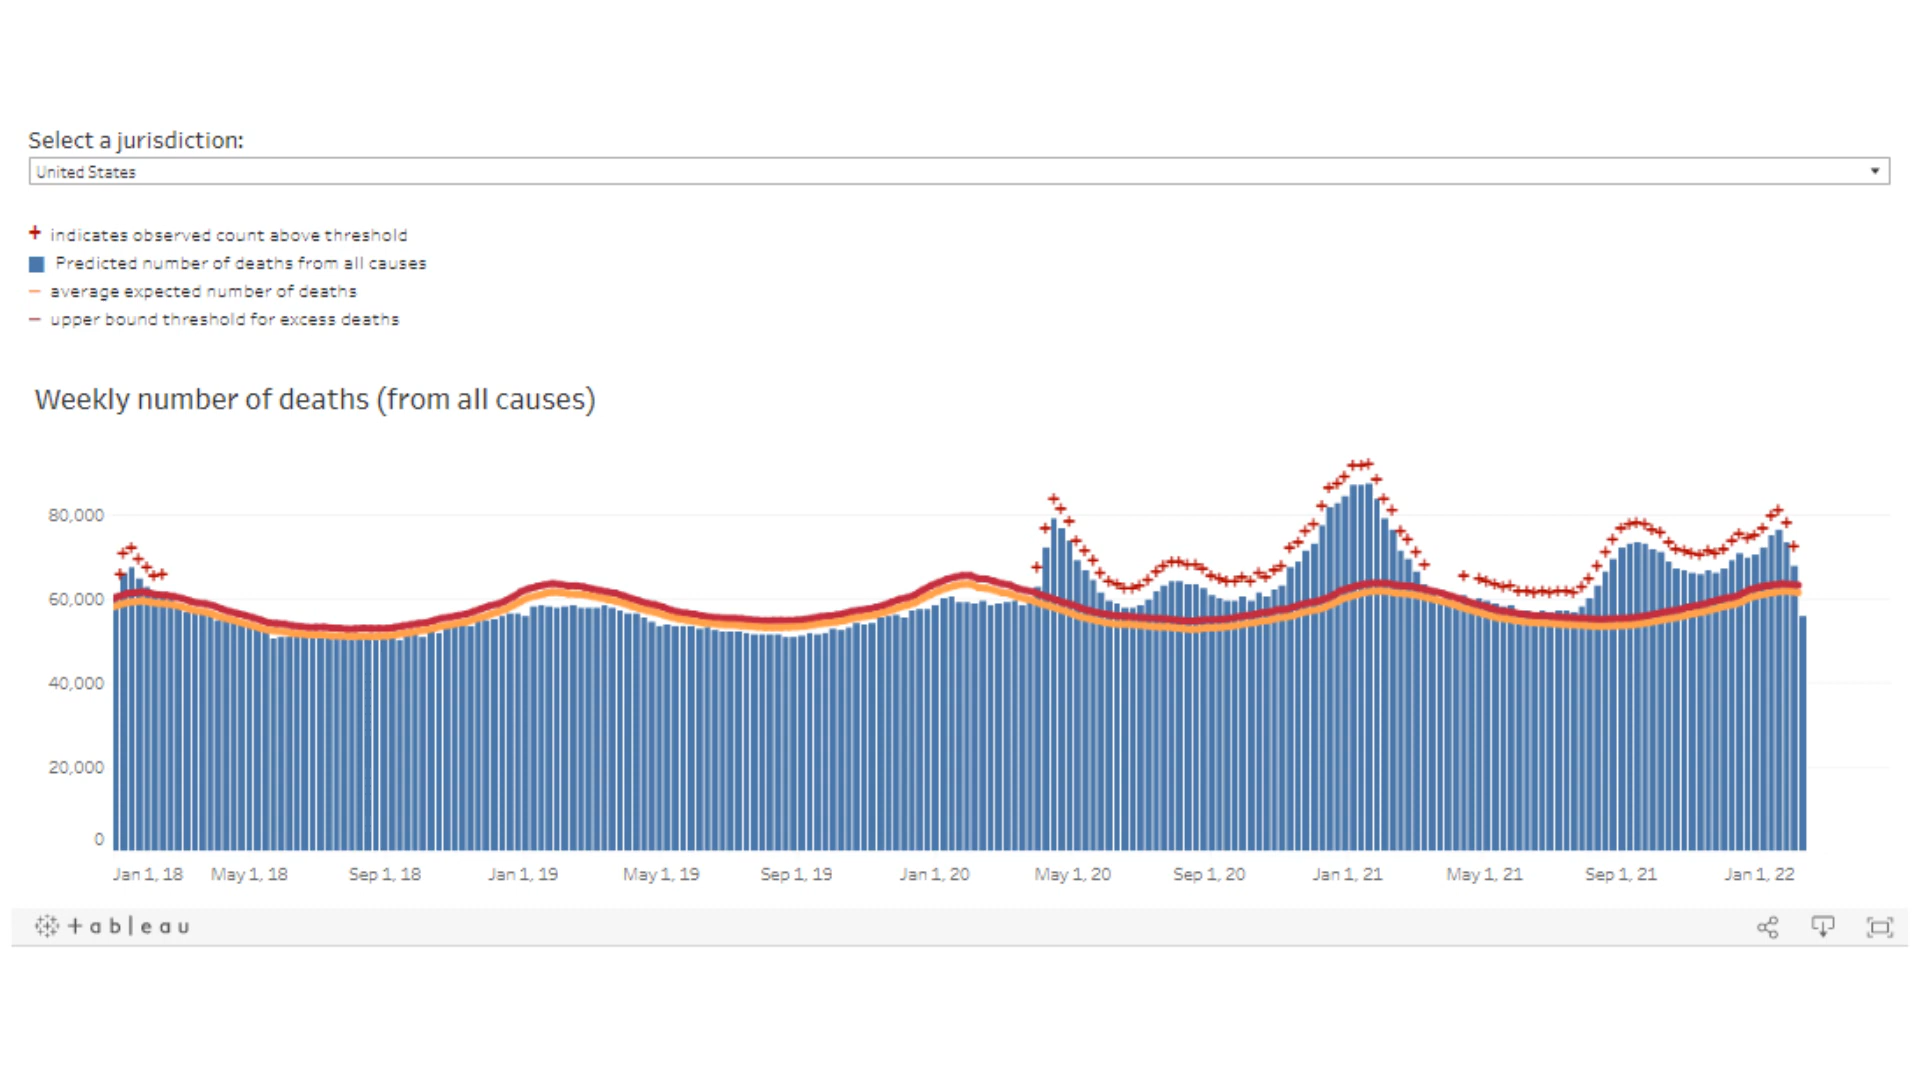 Select a jurisdiction:
United States
+ indicates observed count above threshold
Predicted number of deaths from all causes
average expected number of deaths
upper bound threshold for excess deaths
Weekly number of deaths (from all causes)
80,000
60,000
40,000
20,000
0
Jan 1, 18 May 1, 18 Sep 1, 18 Jan 1, 19 May 1, 19 Sep 1, 19 Jan 1, 20 May 1, 20 Sep 1, 20 Jan 1, 21 May 1, 21 Sep 1, 21 Jan 1, 22
+ableau